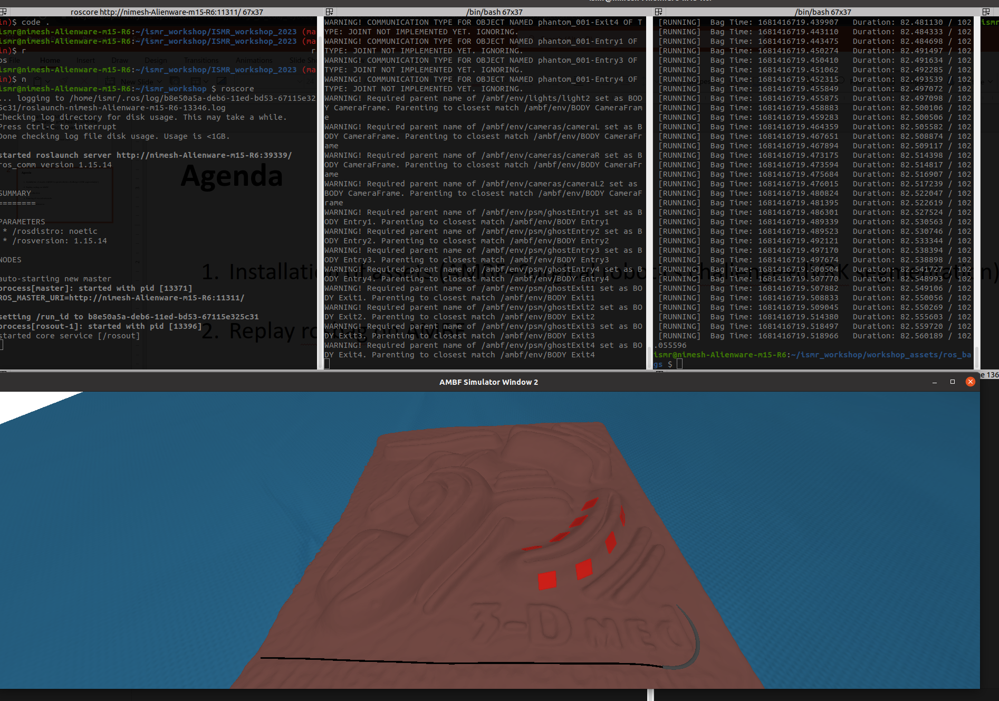 roscore http://nimesh-Alienware-m15-R6:11311/ 67x37
in)$ code .
ismr@nimesh-Alienware-m15-R6:~/ismr_workshop/ISMR_workshop_2023 (ma
ismr@nimesh-Alienware-m15-R6:~/ismr_workshop/ISMR_workshop_2023 (ma
in)$ r r
os
File Home Insert Draw Design Transitions Animations Slide Sh
ismr@nimesh-Alienware-m15-R6:~/ismr_workshop/ISMR_workshop_2023 (ma
in)$ n
New Slide
ismr@nimesh-Alienware-m15-R6:~/ismr_workshop $ roscore
... logging to /home/ismr/.ros/log/b8e50a5a-deb6-11ed-bd53-67115e32
5c31/roslaunch-nimesh-Alienware-m15-R6-13346.log
Checking log directory for disk usage. This may take a while.
Press Ctrl-C to interrupt
Done checking log file disk usage. Usage is <1GB.
started roslaunch server http://nimesh-Alienware-m15-R6:39339/
ros_comm version 1.15.14
SUMMARY
========
PARAMETERS
* /rosdistro: noetic
* /rosversion: 1.15.14
NODES
auto-starting new master
process[master]: started with pid [13371]
ROS_MASTER_URI=http://nimesh-Alienware-m15-R6:11311/
setting /run_id to b8e50a5a-deb6-11ed-bd53-67115e325c31
process[rosout-1]: started with pid [13396]
started core service [/rosout]
Agenda
1. Installation of assets (AMBF+Surgical robotics challenge+dVRK segmentation)
2. Replay rosbag on AMBF
/bin/bash 67x37
WARNING! COMMUNICATION TYPE FOR OBJECT NAMED phantom_001-Exit4 OF T
YPE: JOINT NOT IMPLEMENTED YET. IGNORING.
WARNING! COMMUNICATION TYPE FOR OBJECT NAMED phantom_001-Entry1 OF
TYPE: JOINT NOT IMPLEMENTED YET. IGNORING.
WARNING! COMMUNICATION TYPE FOR OBJECT NAMED phantom_001-Entry3 OF
TYPE: JOINT NOT IMPLEMENTED YET. IGNORING.
WARNING! COMMUNICATION TYPE FOR OBJECT NAMED phantom_001-Entry4 OF
TYPE: JOINT NOT IMPLEMENTED YET. IGNORING.
WARNING! Required parent name of /ambf/env/lights/light2 set as BOD
Y CameraFrame. Parenting to closest match /ambf/env/BODY CameraFram
e
WARNING! Required parent name of /ambf/env/cameras/cameraL set as B
ODY CameraFrame. Parenting to closest match /ambf/env/BODY CameraFr
ame
WARNING! Required parent name of /ambf/env/cameras/cameraR set as B
ODY CameraFrame. Parenting to closest match /ambf/env/BODY CameraFr
ame
WARNING! Required parent name of /ambf/env/cameras/cameraL2 set as
BODY CameraFrame. Parenting to closest match /ambf/env/BODY CameraF
rame
WARNING! Required parent name of /ambf/env/psm/ghostEntry1 set as B
ODY Entry1. Parenting to closest match /ambf/env/BODY Entry1
WARNING! Required parent name of /ambf/env/psm/ghostEntry2 set as B
ODY Entry2. Parenting to closest match /ambf/env/BODY Entry2
WARNING! Required parent name of /ambf/env/psm/ghostEntry3 set as B
ODY Entry3. Parenting to closest match /ambf/env/BODY Entry3
WARNING! Required parent name of /ambf/env/psm/ghostEntry4 set as B
ODY Entry4. Parenting to closest match /ambf/env/BODY Entry4
WARNING! Required parent name of /ambf/env/psm/ghostExit1 set as BO
DY Exit1. Parenting to closest match /ambf/env/BODY Exit1
WARNING! Required parent name of /ambf/env/psm/ghostExit2 set as BO
DY Exit2. Parenting to closest match /ambf/env/BODY Exit2
WARNING! Required parent name of /ambf/env/psm/ghostExit3 set as BO
DY Exit3. Parenting to closest match /ambf/env/BODY Exit3
WARNING! Required parent name of /ambf/env/psm/ghostExit4 set as BO
DY Exit4. Parenting to closest match /ambf/env/BODY Exit4
/bin/bash 67x37
[RUNNING] Bag Time: 1681416719.439907 Duration: 82.481130 / 102
[RUNNING] Bag Time: 1681416719.443110 Duration: 82.484333 / 102
[RUNNING] Bag Time: 1681416719.443475 Duration: 82.484698 / 102
[RUNNING] Bag Time: 1681416719.450274 Duration: 82.491497 / 102
[RUNNING] Bag Time: 1681416719.450410 Duration: 82.491634 / 102
[RUNNING] Bag Time: 1681416719.451062 Duration: 82.492285 / 102
[RUNNING] Bag Time: 1681416719.452315 Duration: 82.493539 / 102
[RUNNING] Bag Time: 1681416719.455849 Duration: 82.497072 / 102
[RUNNING] Bag Time: 1681416719.455875 Duration: 82.497098 / 102
[RUNNING] Bag Time: 1681416719.458883 Duration: 82.500106 / 102
[RUNNING] Bag Time: 1681416719.459283 Duration: 82.500506 / 102
[RUNNING] Bag Time: 1681416719.464359 Duration: 82.505582 / 102
[RUNNING] Bag Time: 1681416719.467651 Duration: 82.508874 / 102
[RUNNING] Bag Time: 1681416719.467894 Duration: 82.509117 / 102
[RUNNING] Bag Time: 1681416719.473175 Duration: 82.514398 / 102
[RUNNING] Bag Time: 1681416719.473594 Duration: 82.514817 / 102
[RUNNING] Bag Time: 1681416719.475684 Duration: 82.516907 / 102
[RUNNING] Bag Time: 1681416719.476015 Duration: 82.517239 / 102
[RUNNING] Bag Time: 1681416719.480824 Duration: 82.522047 / 102
[RUNNING] Bag Time: 1681416719.481395 Duration: 82.522619 / 102
[RUNNING] Bag Time: 1681416719.486301 Duration: 82.527524 / 102
[RUNNING] Bag Time: 1681416719.489339 Duration: 82.530563 / 102
[RUNNING] Bag Time: 1681416719.489523 Duration: 82.530746 / 102
[RUNNING] Bag Time: 1681416719.492121 Duration: 82.533344 / 102
[RUNNING] Bag Time: 1681416719.497170 Duration: 82.538394 / 102
[RUNNING] Bag Time: 1681416719.497674 Duration: 82.538898 / 102
[RUNNING] Bag Time: 1681416719.500504 Duration: 82.541727 / 102
[RUNNING] Bag Time: 1681416719.507770 Duration: 82.548993 / 102
[RUNNING] Bag Time: 1681416719.507882 Duration: 82.549106 / 102
[RUNNING] Bag Time: 1681416719.508833 Duration: 82.550056 / 102
[RUNNING] Bag Time: 1681416719.509045 Duration: 82.550269 / 102
[RUNNING] Bag Time: 1681416719.514380 Duration: 82.555603 / 102
[RUNNING] Bag Time: 1681416719.518497 Duration: 82.559720 / 102
[RUNNING] Bag Time: 1681416719.518966 Duration: 82.560189 / 102
.055596
ismr@nimesh-Alienware-m15-R6:~/ismr_workshop/workshop_assets/ros_ba
gs $
ismr
e 136
AMBF Simulator Window 2
3-D MED